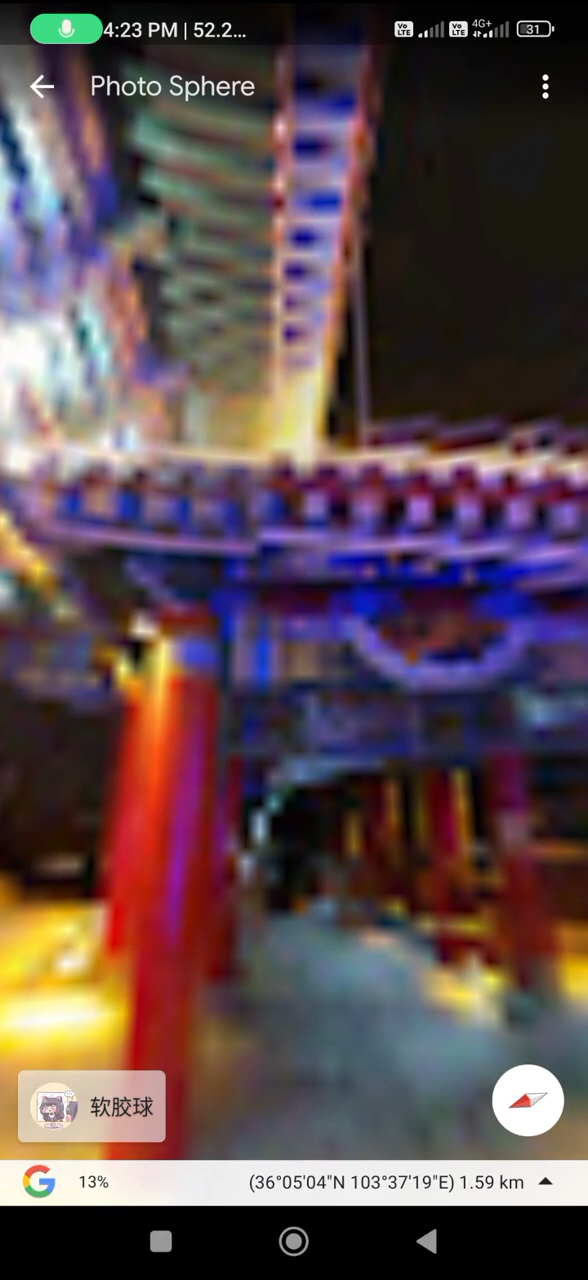 4:23 PM | 52.2...
Vo LTE
Vo LTE
4G+
31
Photo Sphere
软胶球
13%
(36°05'04"N 103°37'19"E) 1.59 km